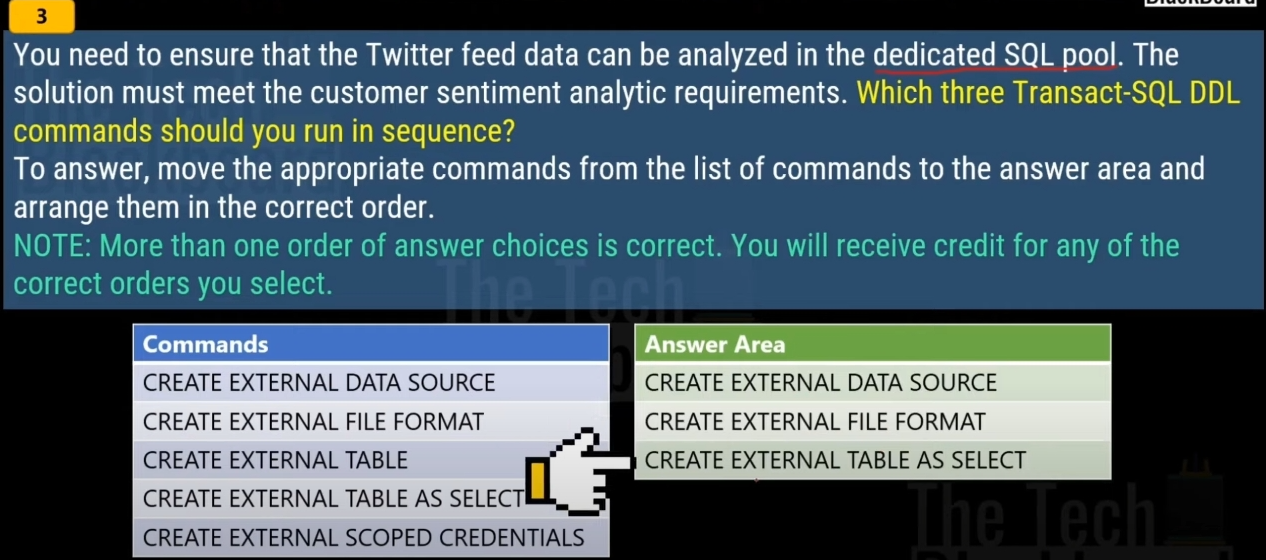 BlackBoard
3
You need to ensure that the Twitter feed data can be analyzed in the dedicated SQL pool. The
solution must meet the customer sentiment analytic requirements. Which three Transact-SQL DDL
commands should you run in sequence?
To answer, move the appropriate commands from the list of commands to the answer area and
arrange them in the correct order.
NOTE: More than one order of answer choices is correct. You will receive credit for any of the
correct orders you select.
Commands
CREATE EXTERNAL DATA SOURCE
CREATE EXTERNAL FILE FORMAT
CREATE EXTERNAL TABLE
CREATE EXTERNAL TABLE AS SELECT
CREATE EXTERNAL SCOPED CREDENTIALS
Answer Area
CREATE EXTERNAL DATA SOURCE
CREATE EXTERNAL FILE FORMAT
CREATE EXTERNAL TABLE AS SELECT
The Tech
The Tech